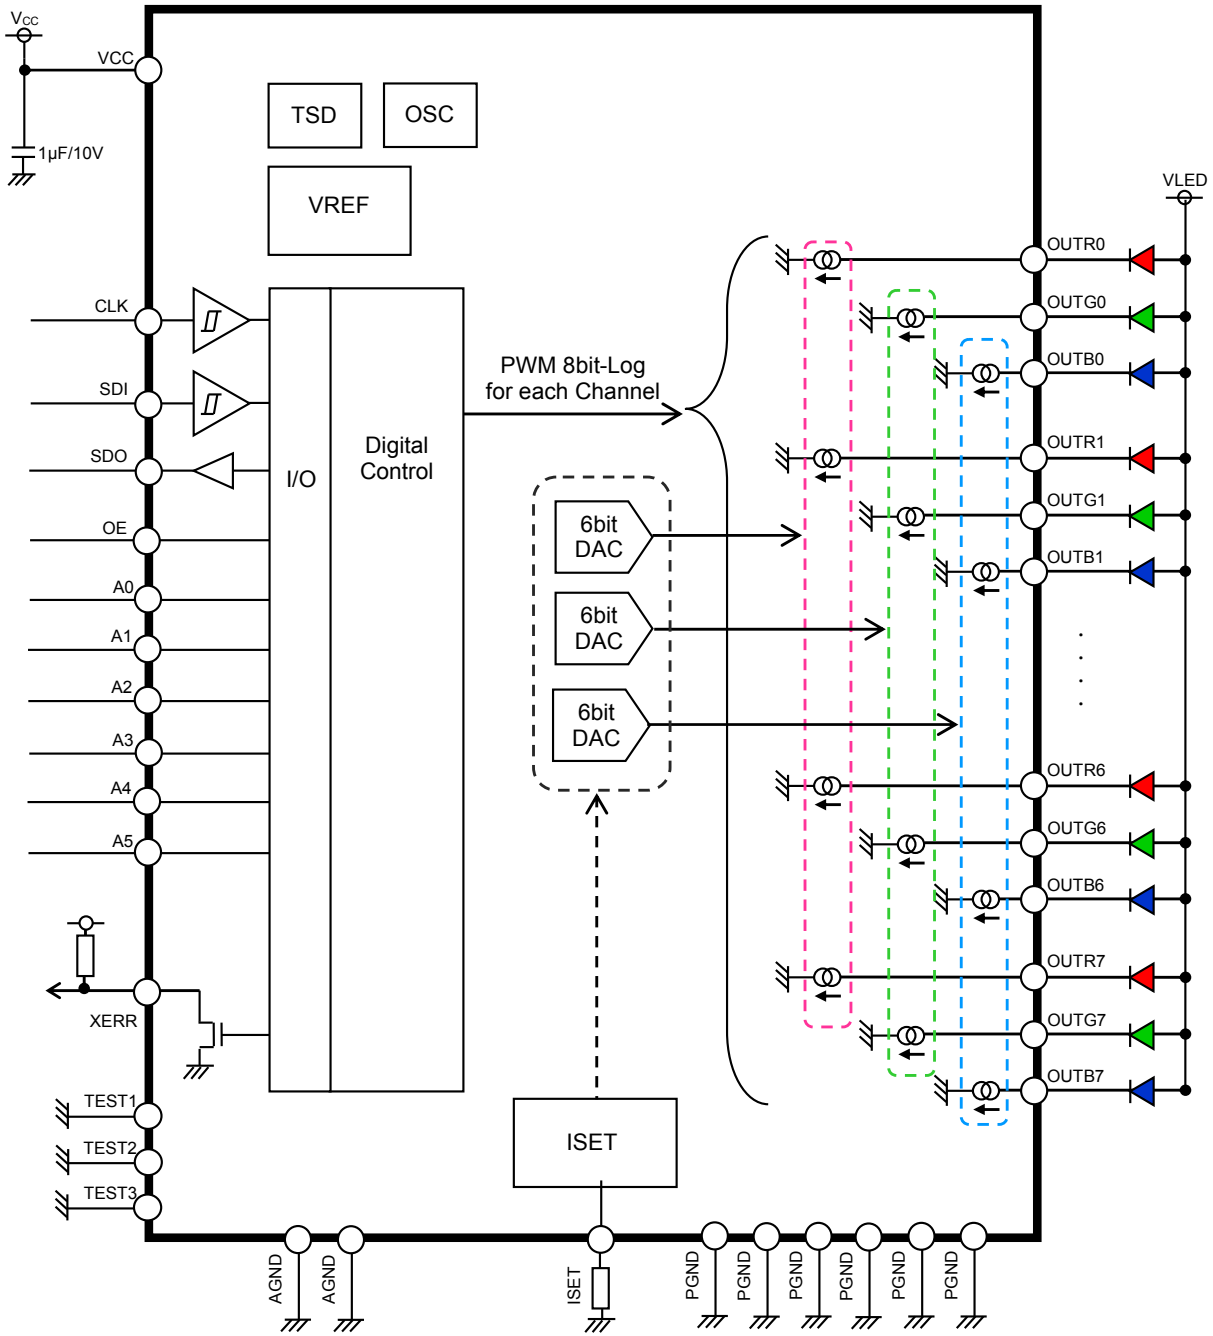 Vcc
VCC
1μF/10V
TSD
OSC
VREF
VLED
CLK
SDI
SDO
OE
A0
A1
A2
A3
A4
A5
XERR
TEST1
TEST2
TEST3
I/O
Digital
Control
PWM 8bit-Log
for each Channel
6bit
DAC
6bit
DAC
6bit
DAC
ISET
OUTR0
OUTG0
OUTB0
OUTR1
OUTG1
OUTB1
OUTR6
OUTG6
OUTB6
OUTR7
OUTG7
OUTB7
AGND
AGND
ISET
PGND
PGND
PGND
PGND
PGND
PGND